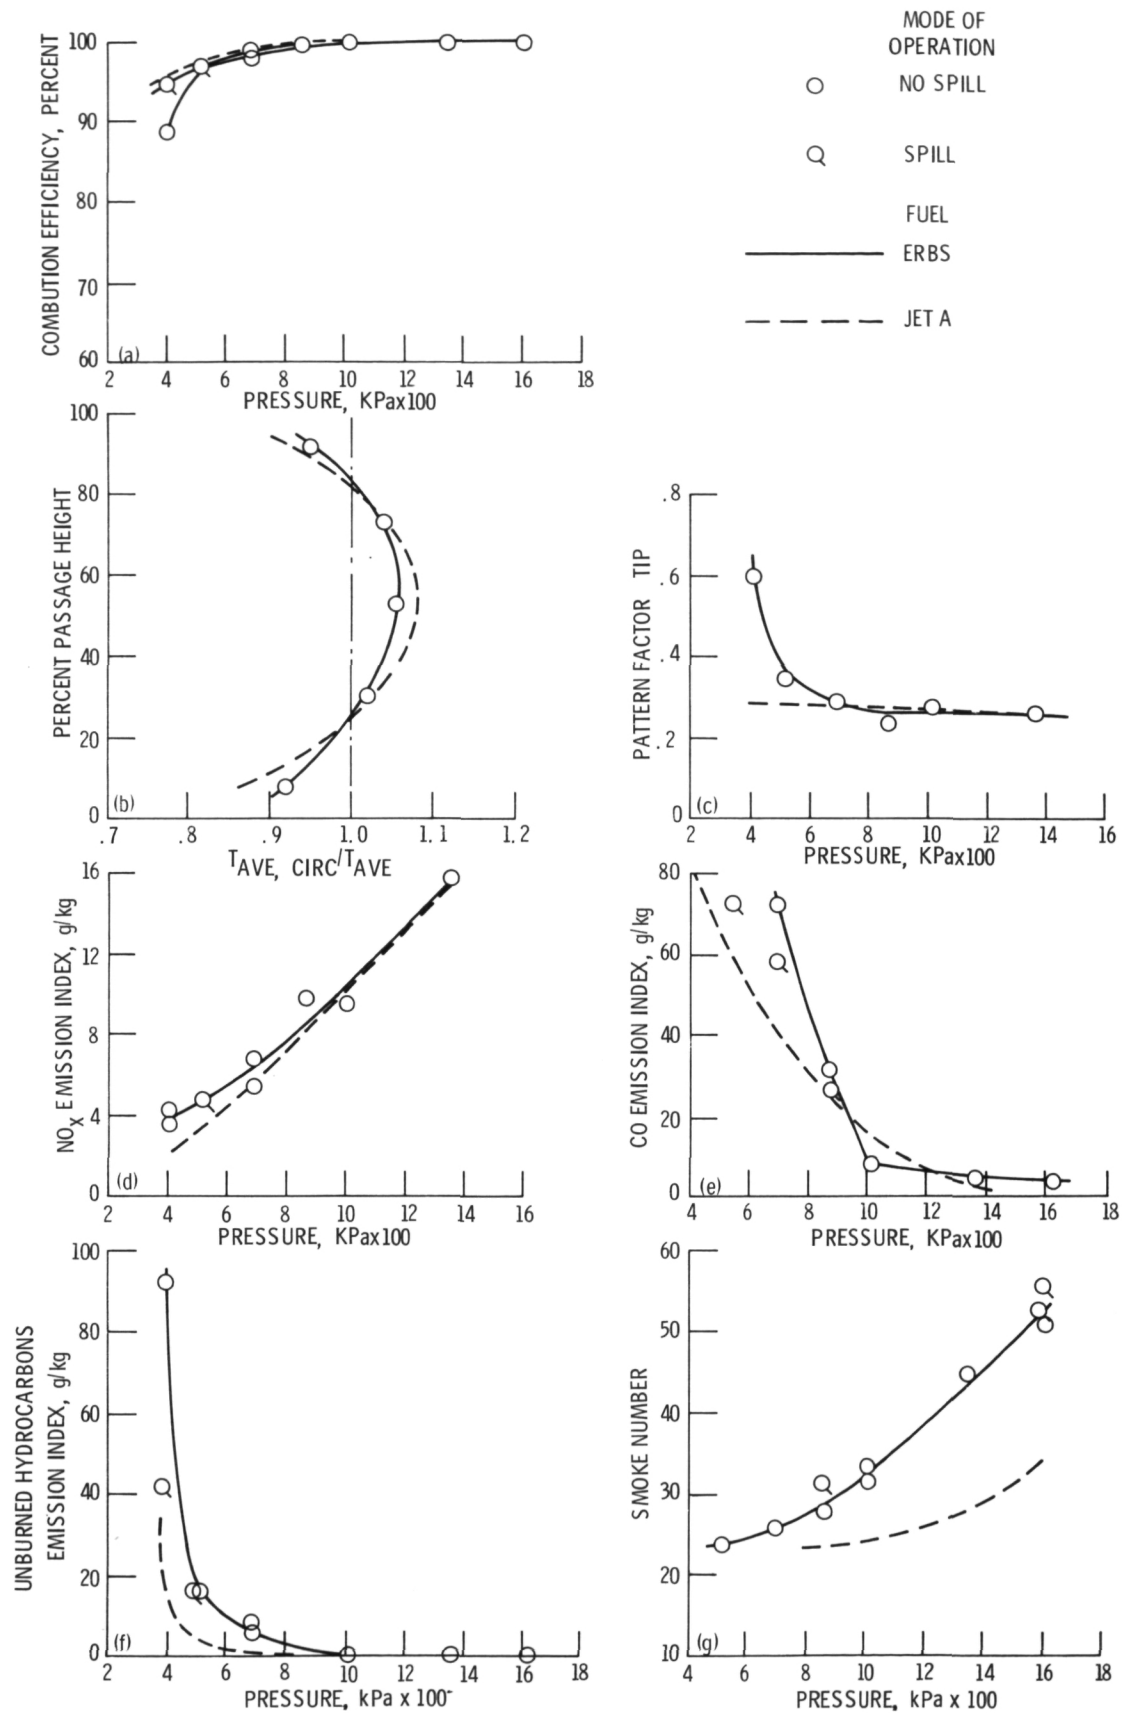 MODE OF
OPERATION
NO SPILL
SPILL
FUEL
ERBS
JET A
COMBUTION EFFICIENCY, PERCENT
100
90
80
70
60
(a)
2 4 6 8 10 12 14 16 18
PRESSURE, KPax100
PERCENT PASSAGE HEIGHT
100
80
60
40
20
0
(b)
.7 .8 .9 1.0 1.1 1.2
TAVE, CIRC/TAVE
PATTERN FACTOR TIP
.8
.6
.4
.2
0
(c)
2 4 6 8 10 12 14 16
PRESSURE, KPax100
NOX EMISSION INDEX, g/kg
16
12
8
4
0
(d)
2 4 6 8 10 12 14 16
PRESSURE, KPax100
CO EMISSION INDEX, g/kg
80
60
40
20
0
(e)
4 6 8 10 12 14 16 18
PRESSURE, KPax100
UNBURNED HYDROCARBONS
EMISSION INDEX, g/kg
100
80
60
40
20
0
(f)
2 4 6 8 10 12 14 16 18
PRESSURE, kPa x 100
SMOKE NUMBER
60
50
40
30
20
10
(g)
4 6 8 10 12 14 16 18
PRESSURE, kPa x 100